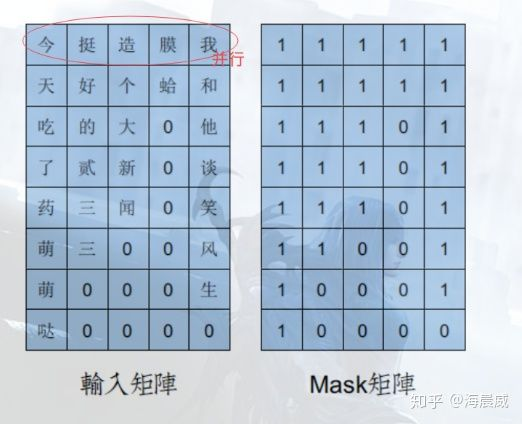 今 挺 造 膜 我 1 1 1 1 1
并行
天 好 个 蛤 和 1 1 1 1 1
吃 的 大 0 他 1 1 1 0 1
了 贰 新 0 谈 1 1 1 0 1
药 三 闻 0 笑 1 1 1 0 1
萌 三 0 0 风 1 1 0 0 1
萌 0 0 0 生 1 0 0 0 1
哒 0 0 0 0 1 0 0 0 0
輸入矩陣 Mask矩陣
知乎 @海晨威